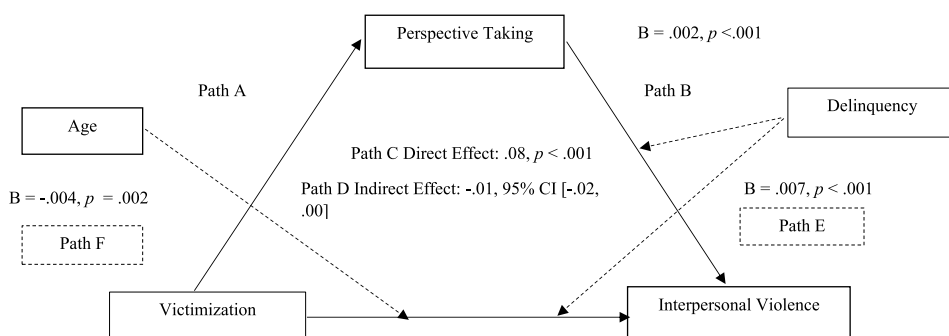 Perspective Taking
B = .002, p <.001
Path A
Path B
Delinquency
Age
Path C Direct Effect: .08, p < .001
Path D Indirect Effect: -.01, 95% CI [-.02,
.00]
B = -.004, p = .002
B = .007, p < .001
Path F
Path E
Victimization
Interpersonal Violence